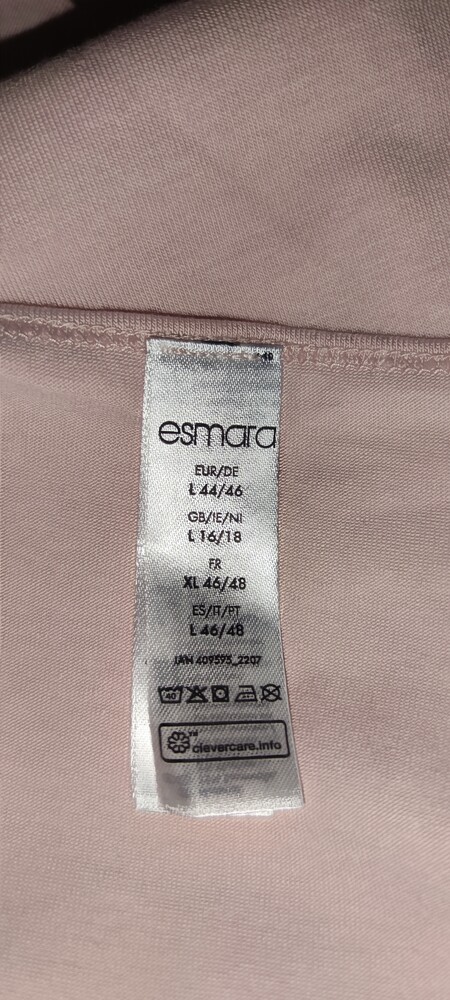 esmara
EUR/DE
L 44/46
GB/IE/NI
L 16/18
FR
XL 46/48
ES/IT/PT
L 46/48
IAN 409595_2207
40
clevercare.info